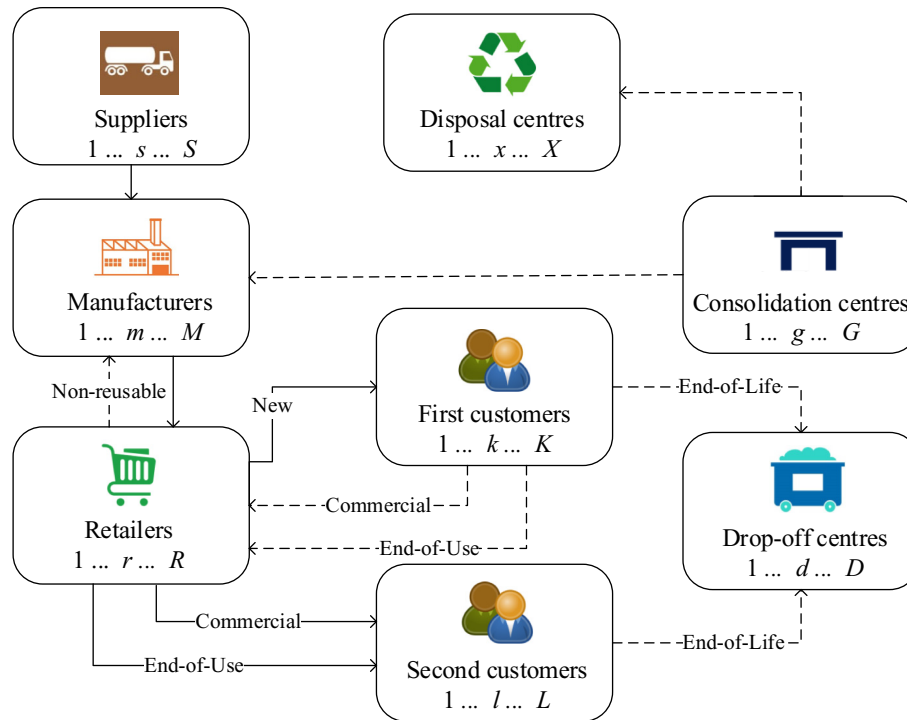 Suppliers
1 ... s ... S
Disposal centres
1 ... x ... X
Manufacturers
1 ... m ... M
Consolidation centres
1 ... g ... G
Non-reusable
New
First customers
1 ... k ... K
End-of-Life
Commercial
End-of-Use
Retailers
1 ... r ... R
Drop-off centres
1 ... d ... D
Commercial
End-of-Use
Second customers
1 ... l ... L
End-of-Life